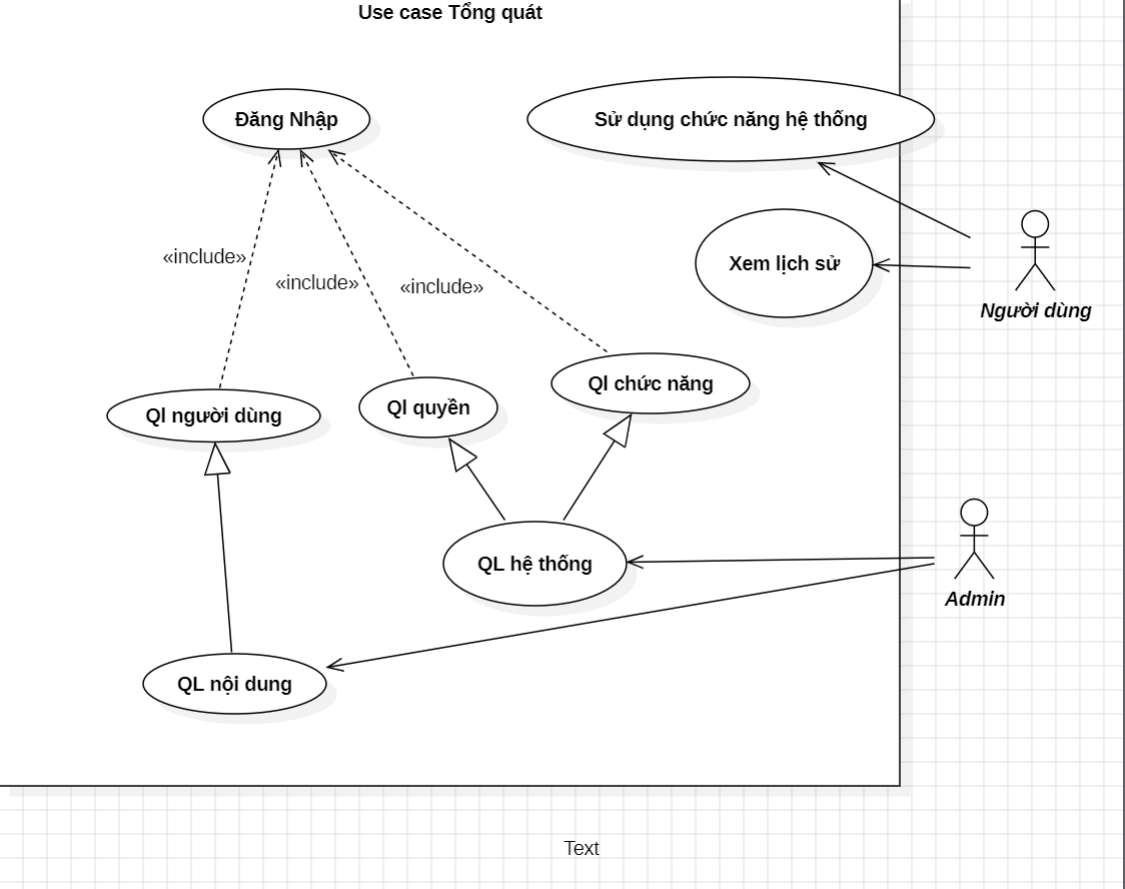 Use case Tổng quát
Đăng Nhập
Sử dụng chức năng hệ thống
«include»
«include»
«include»
Xem lịch sử
Người dùng
Ql người dùng
Ql quyền
Ql chức năng
QL hệ thống
Admin
QL nội dung
Text